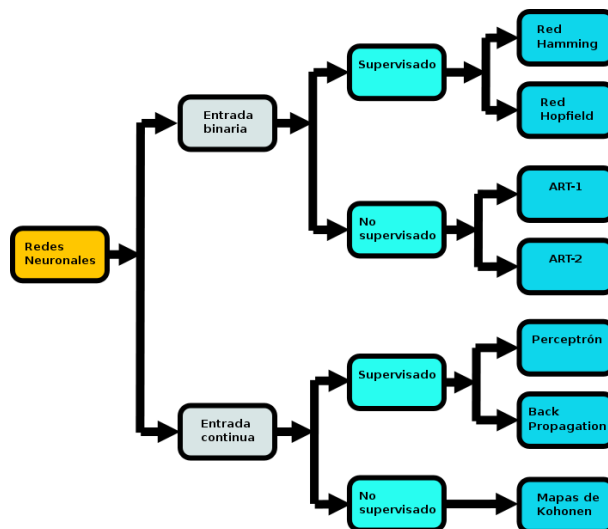 Redes
Neuronales
Entrada
binaria
Supervisado
Red
Hamming
Red
Hopfield
No
supervisado
ART-1
ART-2
Entrada
continua
Supervisado
Perceptrón
Back
Propagation
No
supervisado
Mapas de
Kohonen